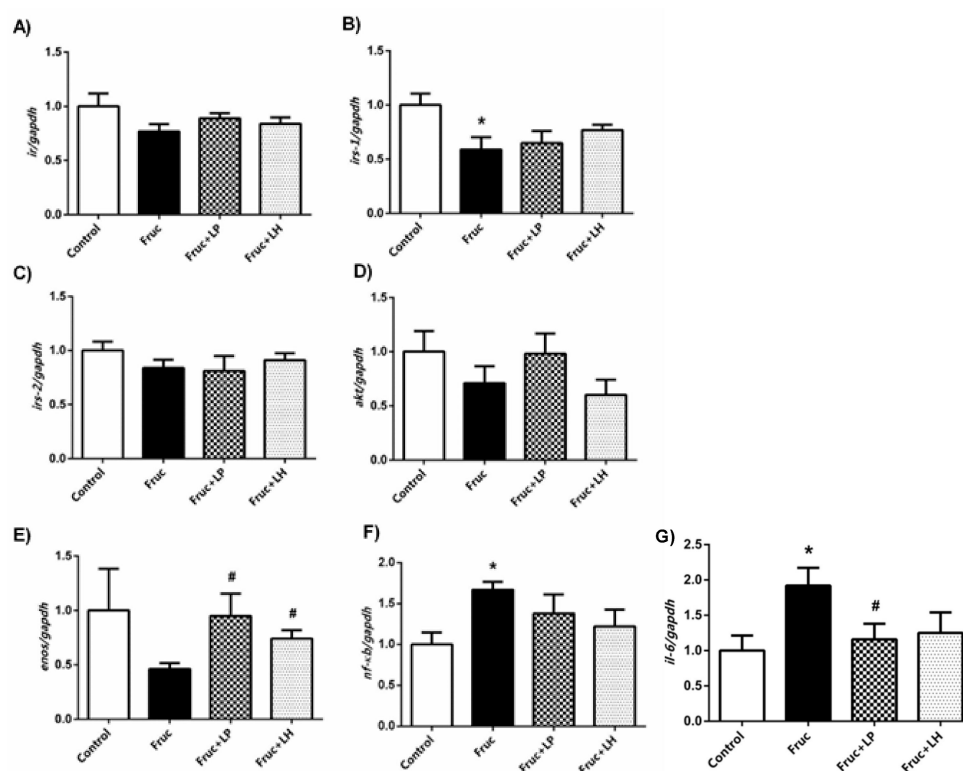 A)
ir/gapdh
1.5
1.0
0.5
0.0
Control
Fruc
Fruc+LP
Fruc+LH
B)
irs-1/gapdh
1.5
1.0
0.5
0.0
*
Control
Fruc
Fruc+LP
Fruc+LH
C)
irs-2/gapdh
1.5
1.0
0.5
0.0
Control
Fruc
Fruc+LP
Fruc+LH
D)
akt/gapdh
1.5
1.0
0.5
0.0
Control
Fruc
Fruc+LP
Fruc+LH
E)
enos/gapdh
1.5
1.0
0.5
0.0
#
#
Control
Fruc
Fruc+LP
Fruc+LH
F)
nf-κb/gapdh
2.0
1.5
1.0
0.5
0.0
*
Control
Fruc
Fruc+LP
Fruc+LH
G)
il-6/gapdh
2.5
2.0
1.5
1.0
0.5
0.0
*
#
Control
Fruc
Fruc+LP
Fruc+LH